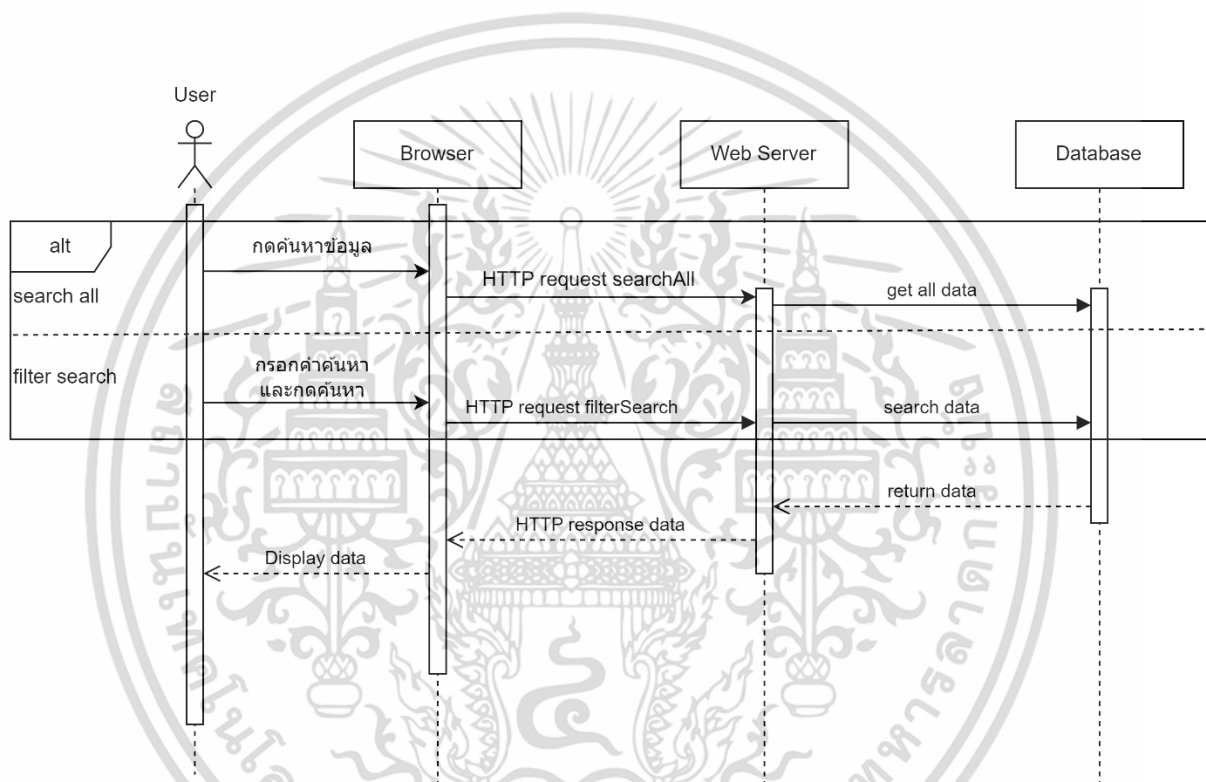 User
Browser
Web Server
Database
alt
กดค้นหาข้อมูล
HTTP request searchAll
get all data
search all
filter search
กรอกคำค้นหา
และกดค้นหา
HTTP request filterSearch
search data
return data
HTTP response data
Display data